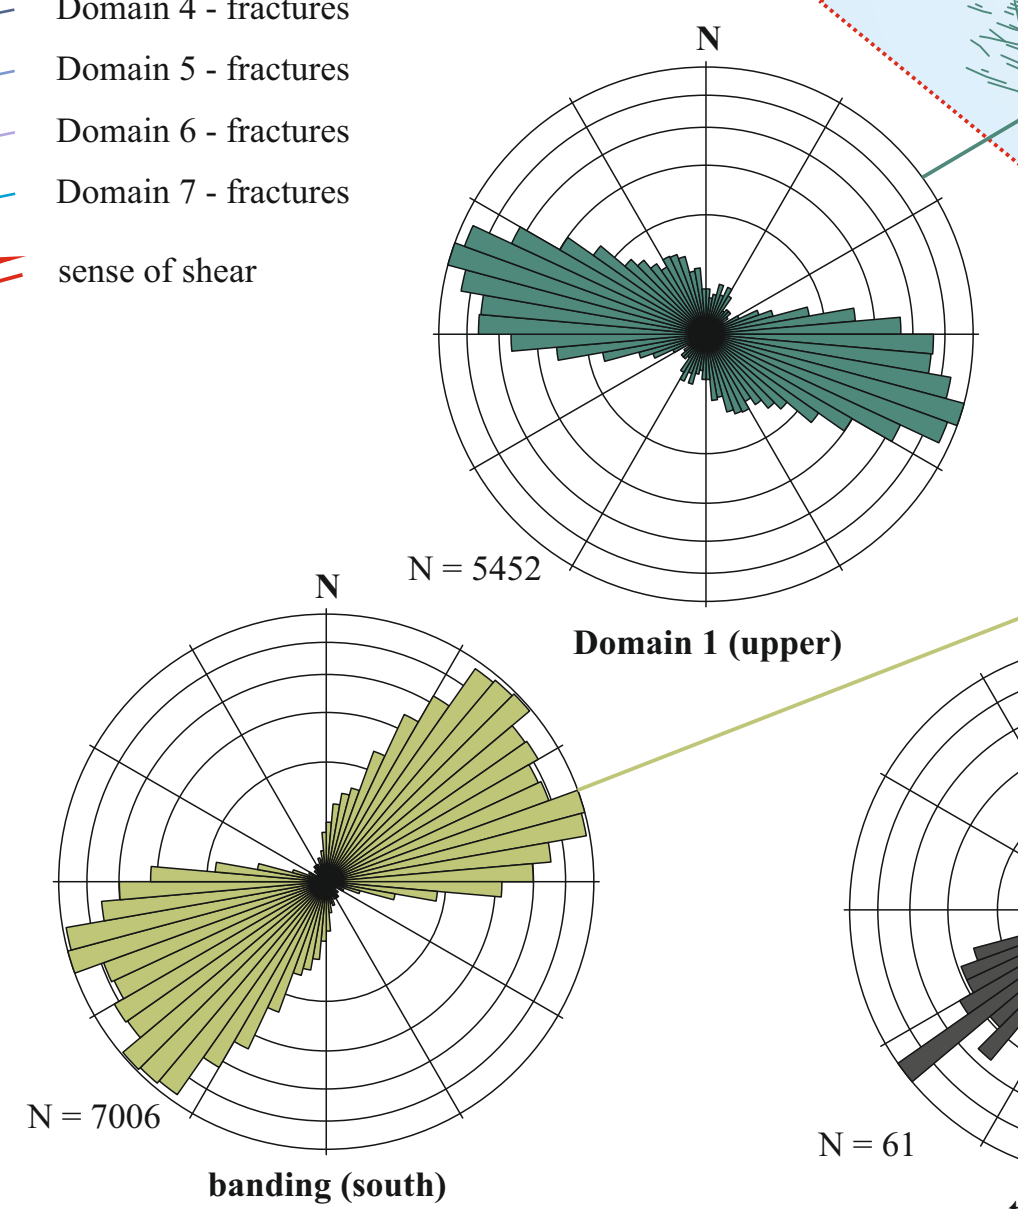 Domain 4 - fractures
Domain 5 - fractures
Domain 6 - fractures
Domain 7 - fractures
sense of shear
N
N = 5452
Domain 1 (upper)
N
N = 7006
banding (south)
N = 61